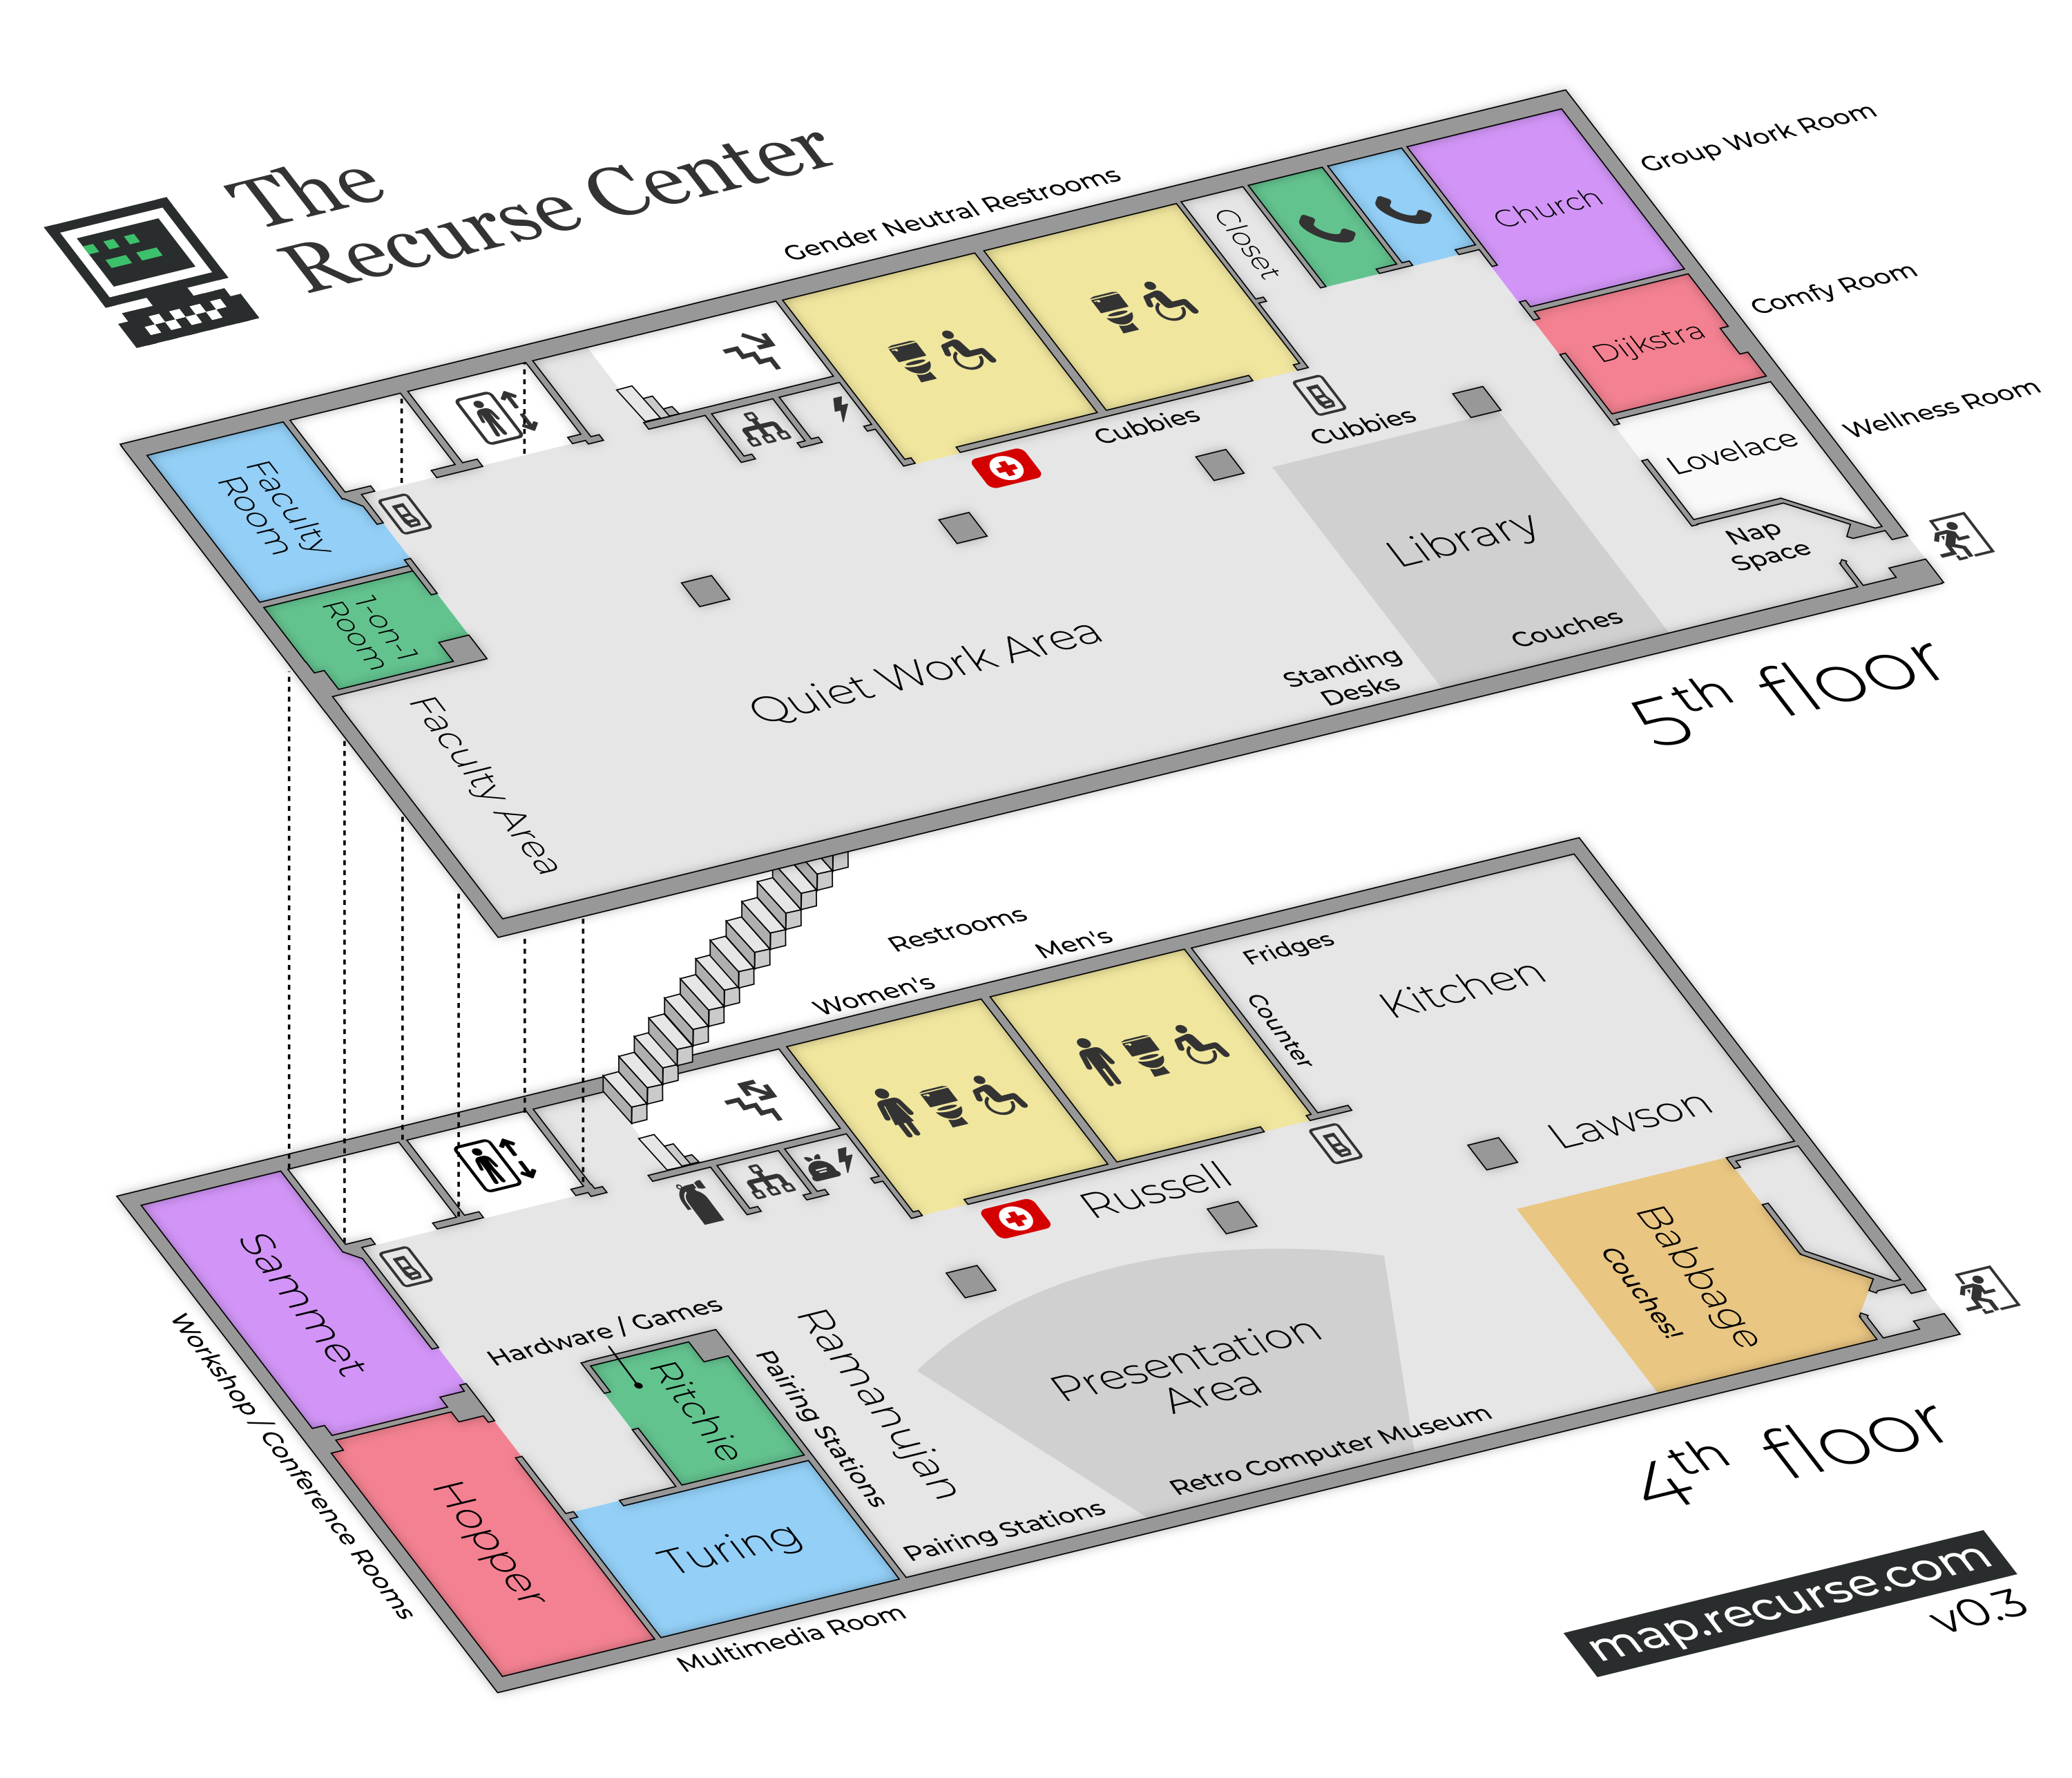 The
Recurse Center
Gender Neutral Restrooms
Group Work Room
Church
Closet
Comfy Room
Dijkstra
Wellness Room
Lovelace
Cubbies
Cubbies
Faculty
Room
Library
Nap
Space
1-on-1
Room
Quiet Work Area
Couches
Standing
Desks
Faculty Area
5th floor
Restrooms
Women's
Men's
Fridges
Kitchen
Counter
Lawson
Russell
Sammet
Babbage
Couches!
Hardware / Games
Ritchie
Pairing Stations
Ramanujan
Presentation
Area
Workshop / Conference Rooms
Retro Computer Museum
Hopper
Turing
Pairing Stations
4th floor
Multimedia Room
map.recurse.com
v0.3